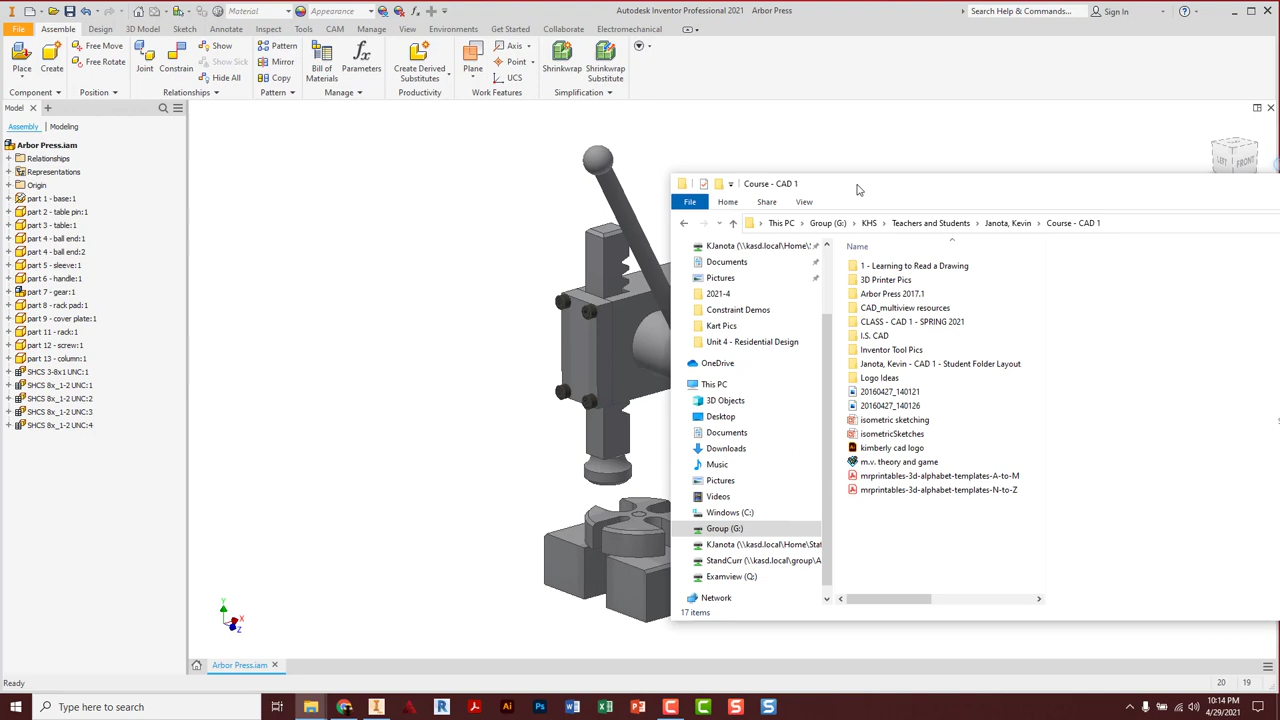 Material
Appearance
Autodesk Inventor Professional 2021   Arbor Press
Search Help & Commands...
Sign In
File
Assemble
Design
3D Model
Sketch
Annotate
Inspect
Tools
CAM
Manage
View
Environments
Get Started
Collaborate
Electromechanical
Place
Create
Free Move
Free Rotate
Joint
Constrain
Show
Show Sick
Hide All
Pattern
Mirror
Copy
Bill of Materials
Parameters
Create Derived Substitutes
Plane
Axis
Point
UCS
Shrinkwrap
Shrinkwrap Substitute
Component
Position
Relationships
Pattern
Manage
Productivity
Work Features
Simplification
Model
Assembly
Modeling
Arbor Press.iam
Relationships
Representations
Origin
part 1 - base:1
part 2 - table pin:1
part 3 - table:1
part 4 - ball end:1
part 4 - ball end:2
part 5 - sleeve:1
part 6 - handle:1
part 7 - gear:1
part 8 - rack pad:1
part 9 - cover plate:1
part 11 - rack:1
part 12 - screw:1
part 13 - column:1
SHCS 3-8x1 UNC:1
SHCS 8x_1-2 UNC:1
SHCS 8x_1-2 UNC:2
SHCS 8x_1-2 UNC:3
SHCS 8x_1-2 UNC:4
LEFT
FRONT
Y
X
Z
Course - CAD 1
File
Home
Share
View
This PC
Group (G:)
KHS
Teachers and Students
Janota, Kevin
Course - CAD 1
KJanota (\\kasd.local\Home\
Documents
Pictures
2021-4
Constraint Demos
Kart Pics
Unit 4 - Residential Design
OneDrive
This PC
3D Objects
Desktop
Documents
Downloads
Music
Pictures
Videos
Windows (C:)
Group (G:)
KJanota (\\kasd.local\Home\Staf
StandCurr (\\kasd.local\group\A
Examview (Q:)
Network
17 items
Name
1 - Learning to Read a Drawing
3D Printer Pics
Arbor Press 2017.1
CAD_multiview resources
CLASS - CAD 1 - SPRING 2021
I.S. CAD
Inventor Tool Pics
Janota, Kevin - CAD 1 - Student Folder Layout
Logo Ideas
20160427_140121
20160427_140126
isometric sketching
isometricSketches
kimberly cad logo
m.v. theory and game
mrprintables-3d-alphabet-templates-A-to-M
mrprintables-3d-alphabet-templates-N-to-Z
Arbor Press.iam
Ready
20
19
Type here to search
10:14 PM
4/29/2021